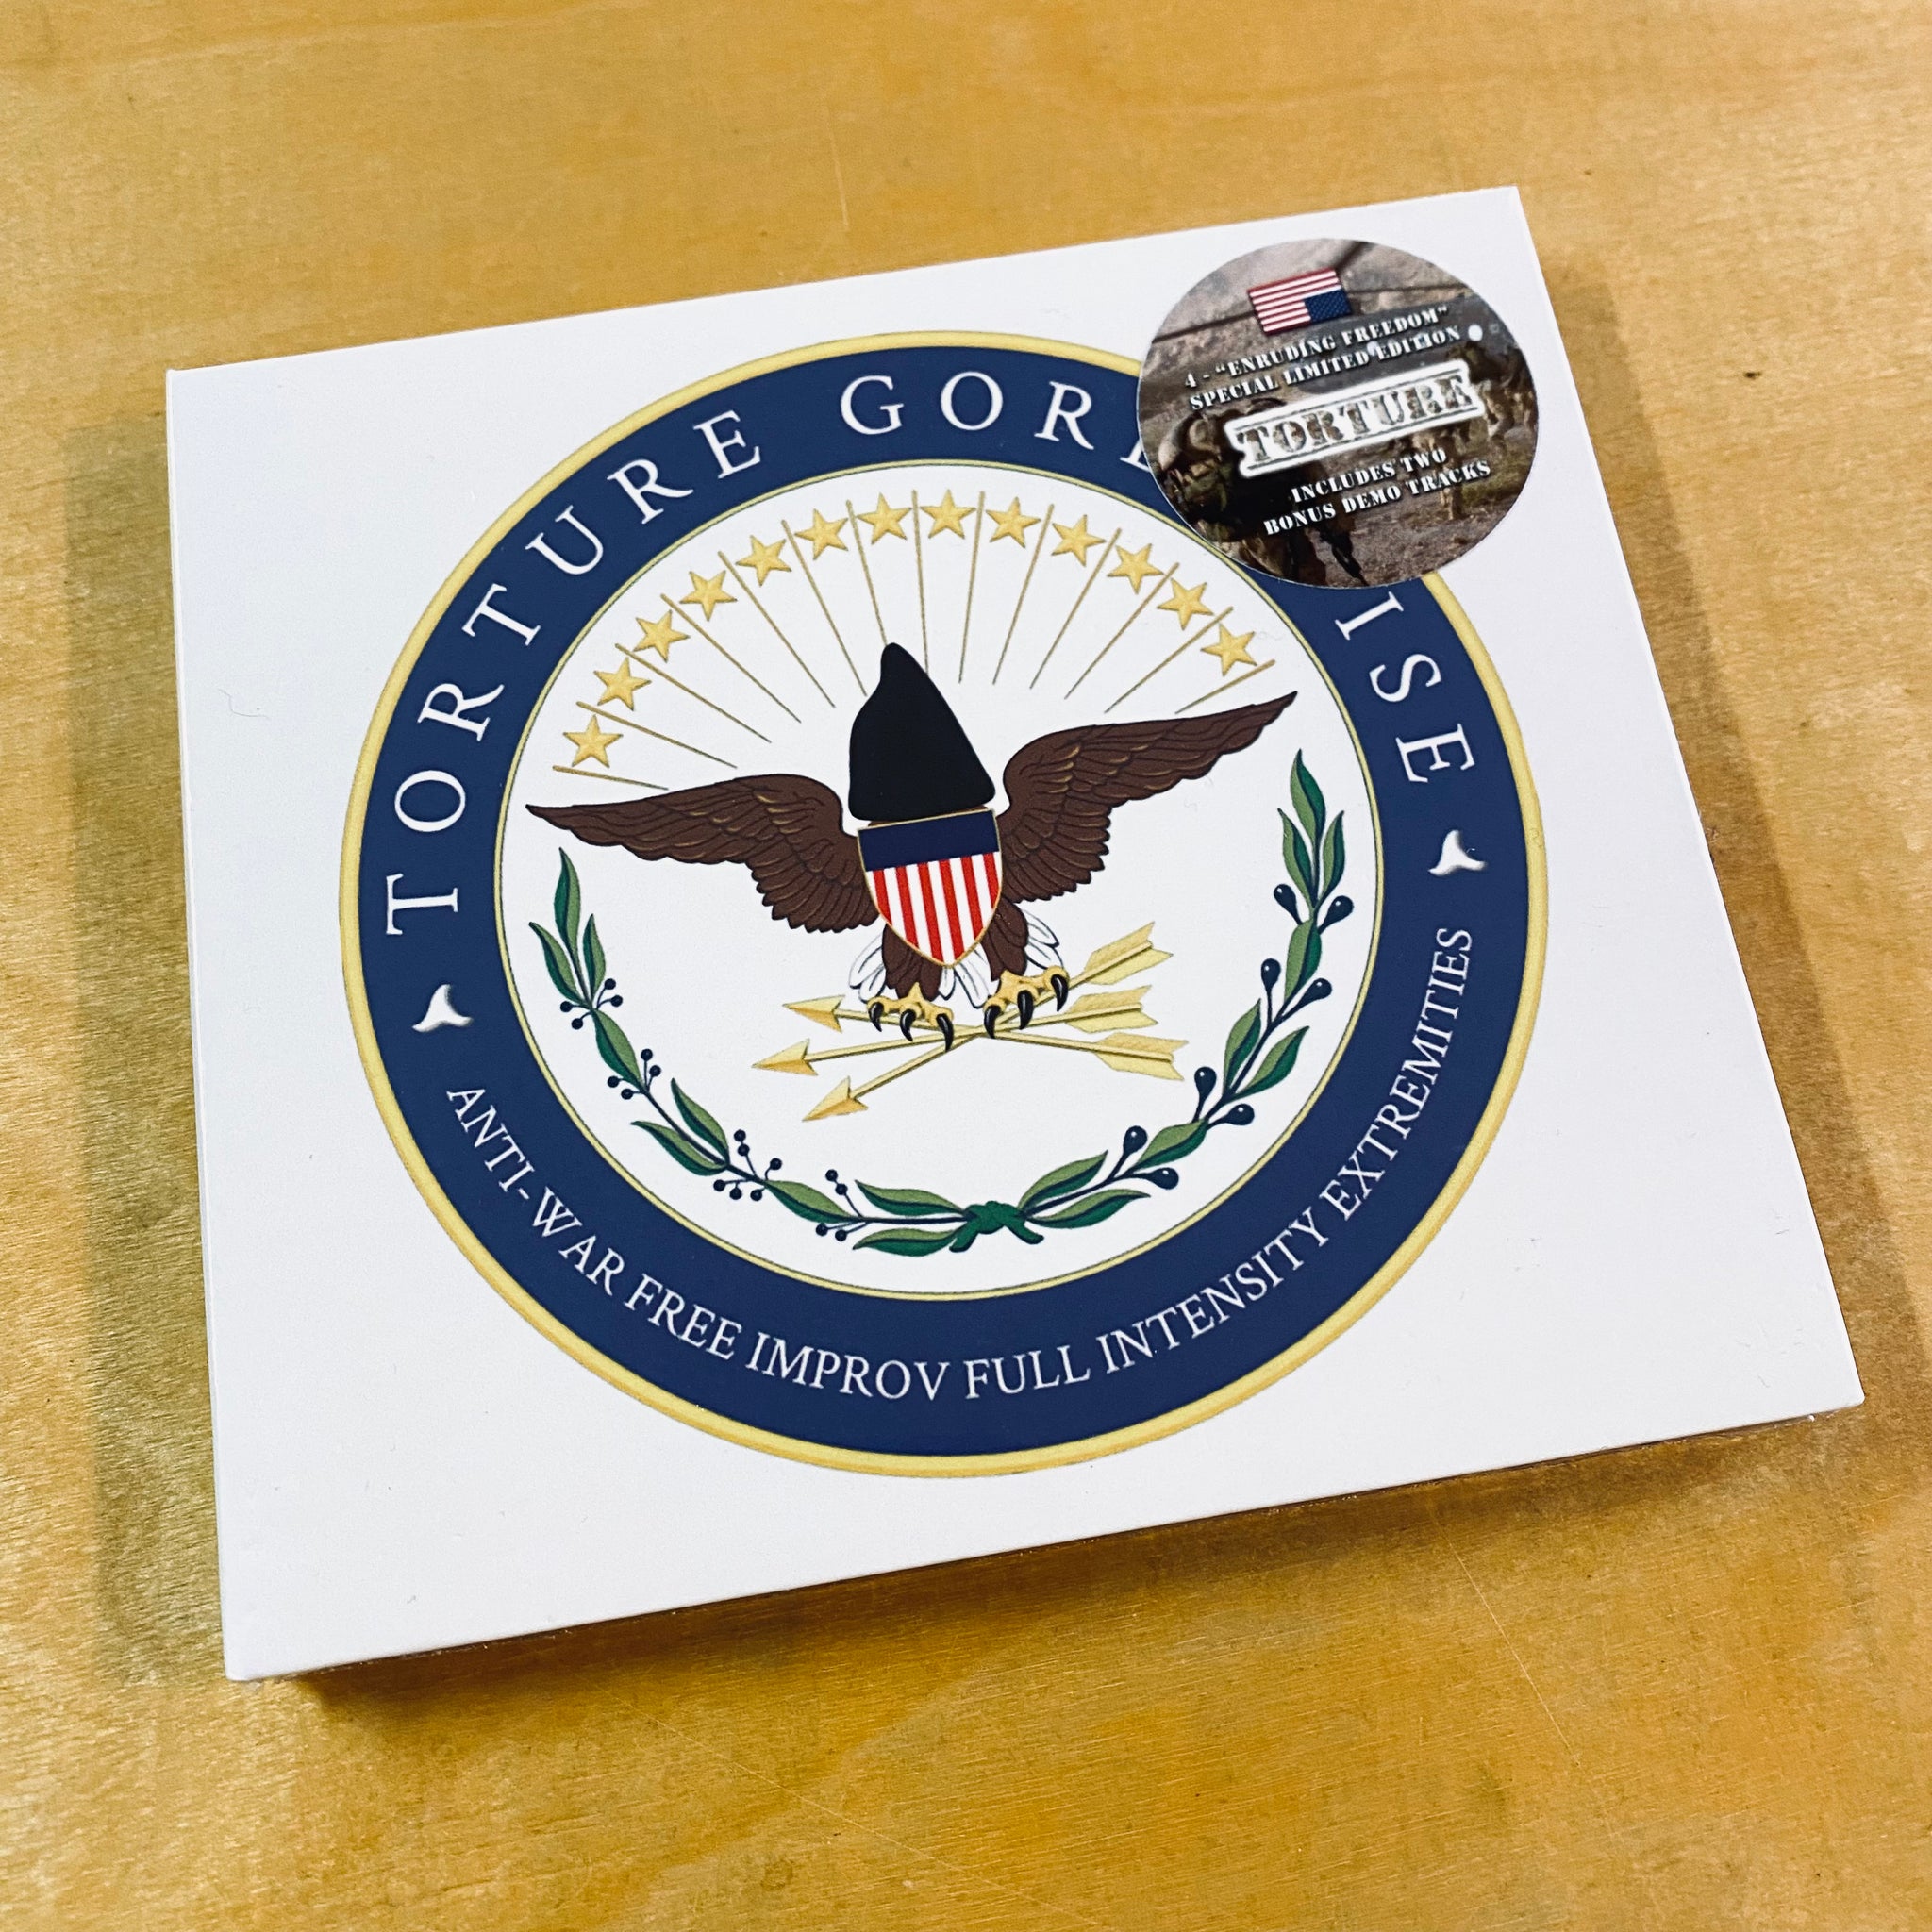 TORTURE GOR ISE
ANTI-WAR FREE IMPROV FULL INTENSITY EXTREMITIES
4 - "ENRUDING FREEDOM"
SPECIAL LIMITED EDITION
TORTURE
INCLUDES TWO
BONUS DEMO TRACKS